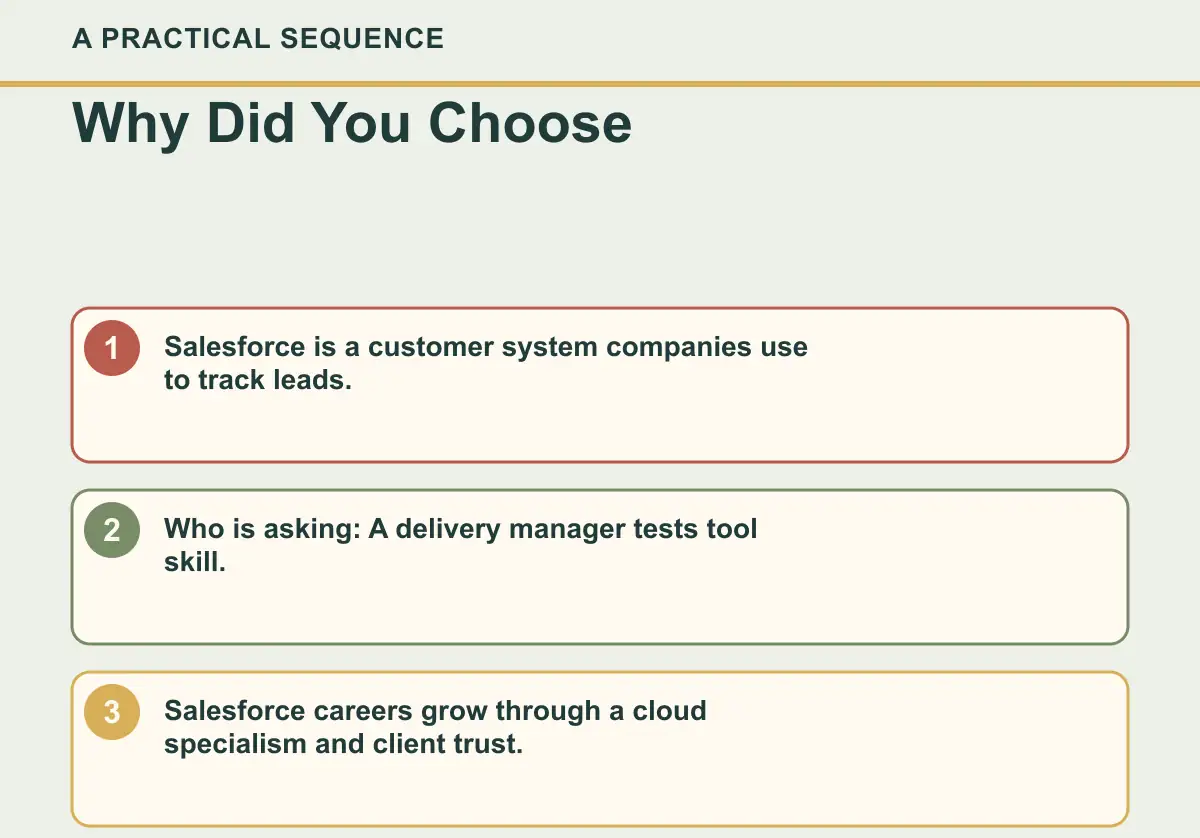 A PRACTICAL SEQUENCE
Why Did You Choose
1
Salesforce is a customer system companies use
to track leads.
2
Who is asking: A delivery manager tests tool
skill.
3
Salesforce careers grow through a cloud
specialism and client trust.